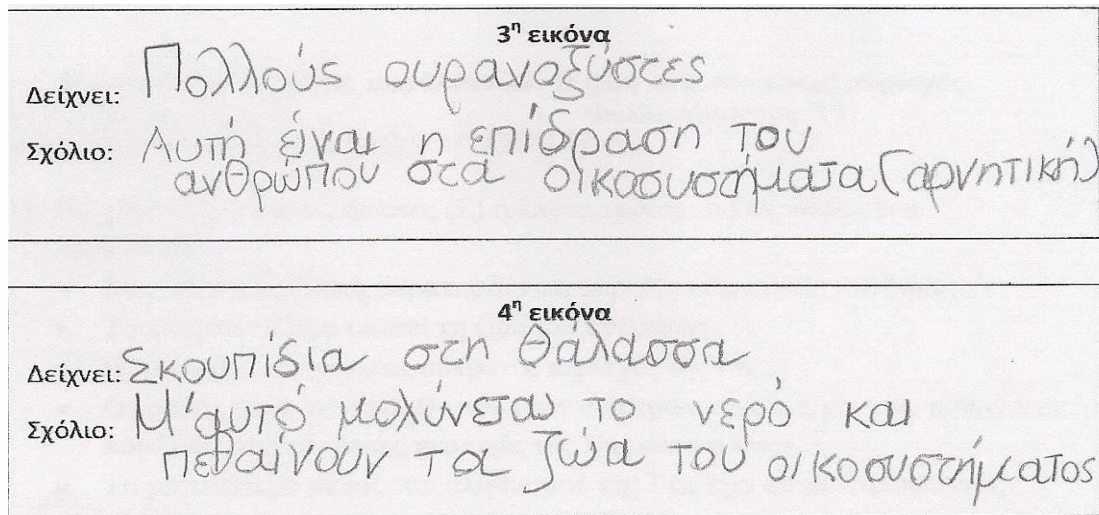 3η εικόνα
Δείχνει: Πολλούς ουρανοξύστες
Σχόλιο: Αυτή είναι η επίδραση του
ανθρώπου στα οικοσυστήματα (αρνητική)
4η εικόνα
Δείχνει: Σκουπίδια στη θάλασσα
Σχόλιο: Μ'αυτό μολύνεται το νερό και
πεθαίνουν τα ζώα του οικοσυστήματος